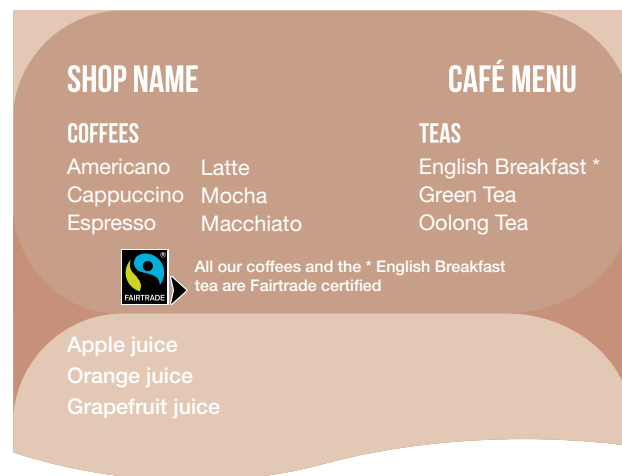 SHOP NAME
CAFÉ MENU
COFFEES
Americano
Cappuccino
Espresso
Latte
Mocha
Macchiato
TEAS
English Breakfast *
Green Tea
Oolong Tea
FAIRTRADE
®
All our coffees and the * English Breakfast
tea are Fairtrade certified
Apple juice
Orange juice
Grapefruit juice